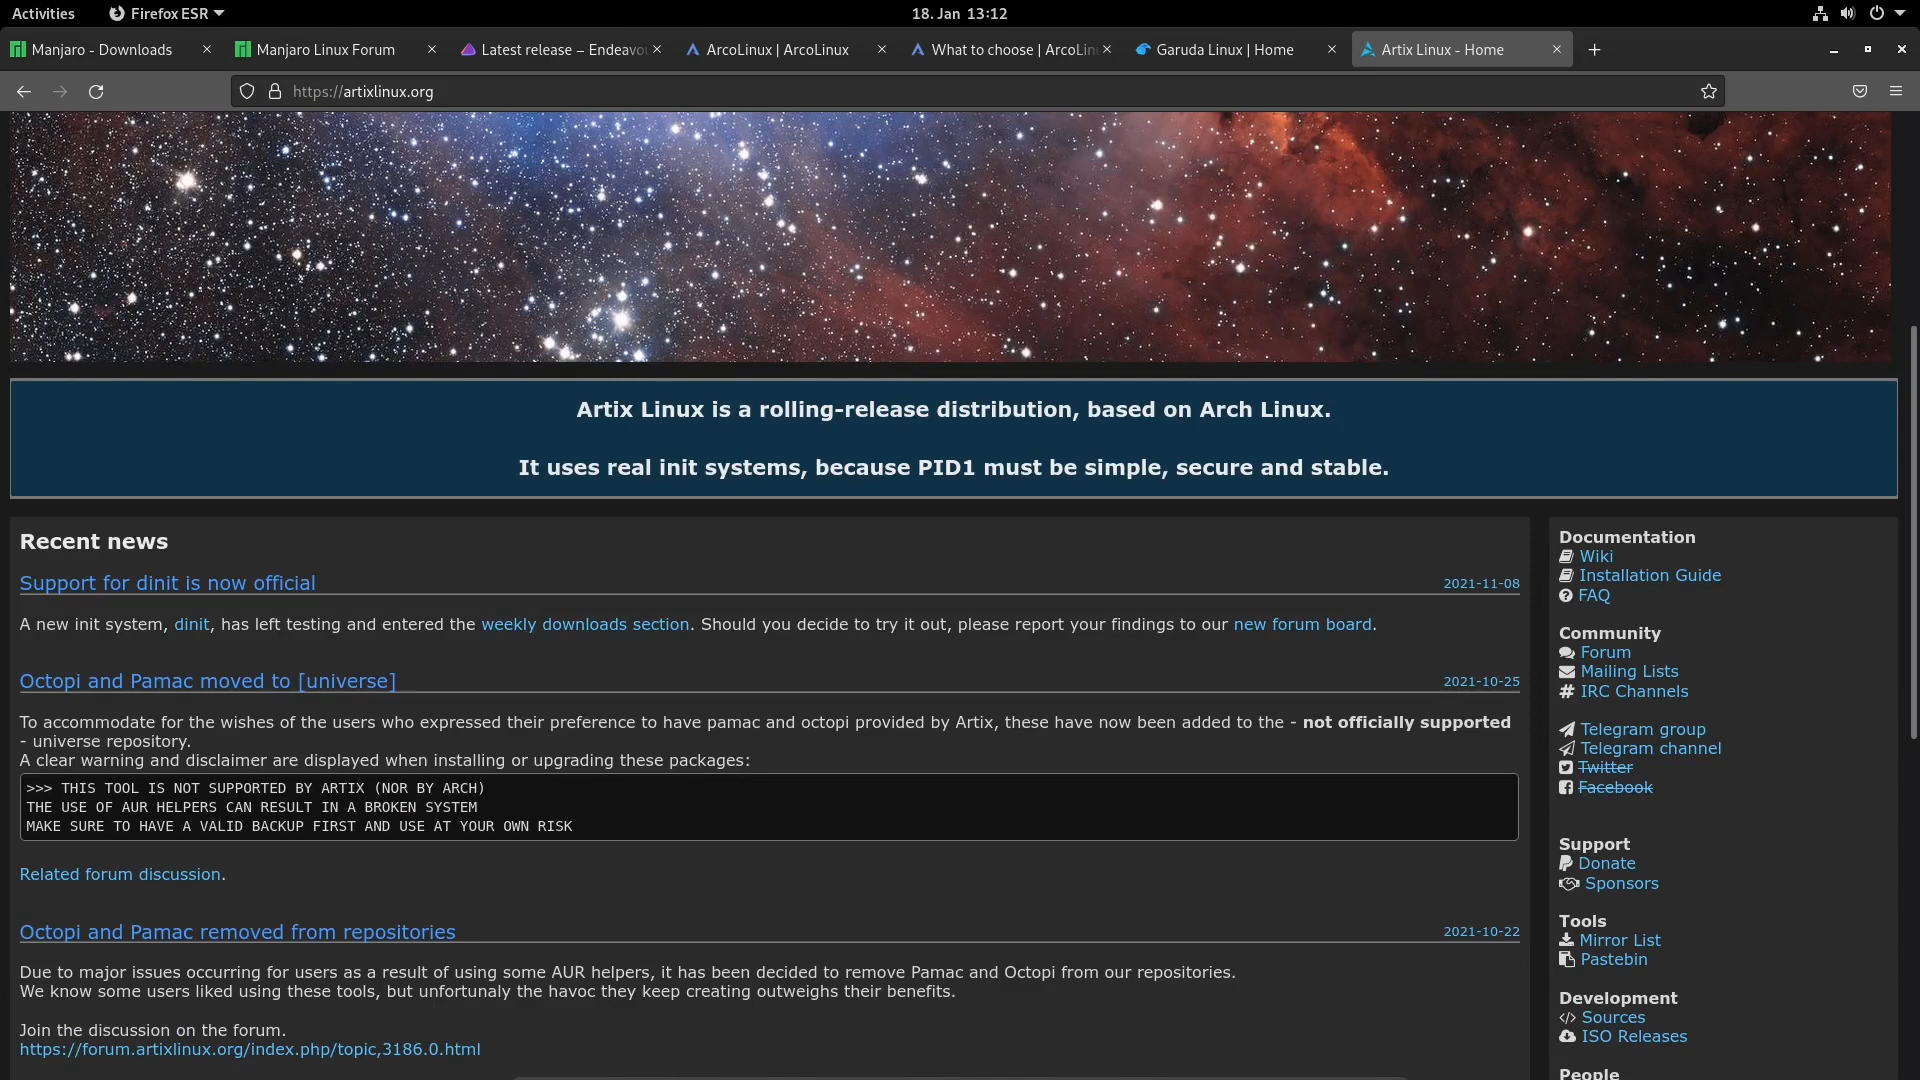 Activities
Firefox ESR
18. Jan 13:12
Manjaro - Downloads
Manjaro Linux Forum
Latest release – Endeavou
ArcoLinux | ArcoLinux
What to choose | ArcoLin
Garuda Linux | Home
Artix Linux - Home
https://artixlinux.org
Artix Linux is a rolling-release distribution, based on Arch Linux.
It uses real init systems, because PID1 must be simple, secure and stable.
Recent news
Support for dinit is now official
2021-11-08
A new init system, dinit, has left testing and entered the weekly downloads section. Should you decide to try it out, please report your findings to our new forum board.
Octopi and Pamac moved to [universe]
2021-10-25
To accommodate for the wishes of the users who expressed their preference to have pamac and octopi provided by Artix, these have now been added to the - not officially supported
- universe repository.
A clear warning and disclaimer are displayed when installing or upgrading these packages:
>>> THIS TOOL IS NOT SUPPORTED BY ARTIX (NOR BY ARCH)
THE USE OF AUR HELPERS CAN RESULT IN A BROKEN SYSTEM
MAKE SURE TO HAVE A VALID BACKUP FIRST AND USE AT YOUR OWN RISK
Related forum discussion.
Octopi and Pamac removed from repositories
2021-10-22
Due to major issues occurring for users as a result of using some AUR helpers, it has been decided to remove Pamac and Octopi from our repositories.
We know some users liked using these tools, but unfortunaly the havoc they keep creating outweighs their benefits.
Join the discussion on the forum.
https://forum.artixlinux.org/index.php/topic,3186.0.html
Documentation
Wiki
Installation Guide
FAQ
Community
Forum
Mailing Lists
IRC Channels
Telegram group
Telegram channel
Twitter
Facebook
Support
Donate
Sponsors
Tools
Mirror List
Pastebin
Development
Sources
ISO Releases
People